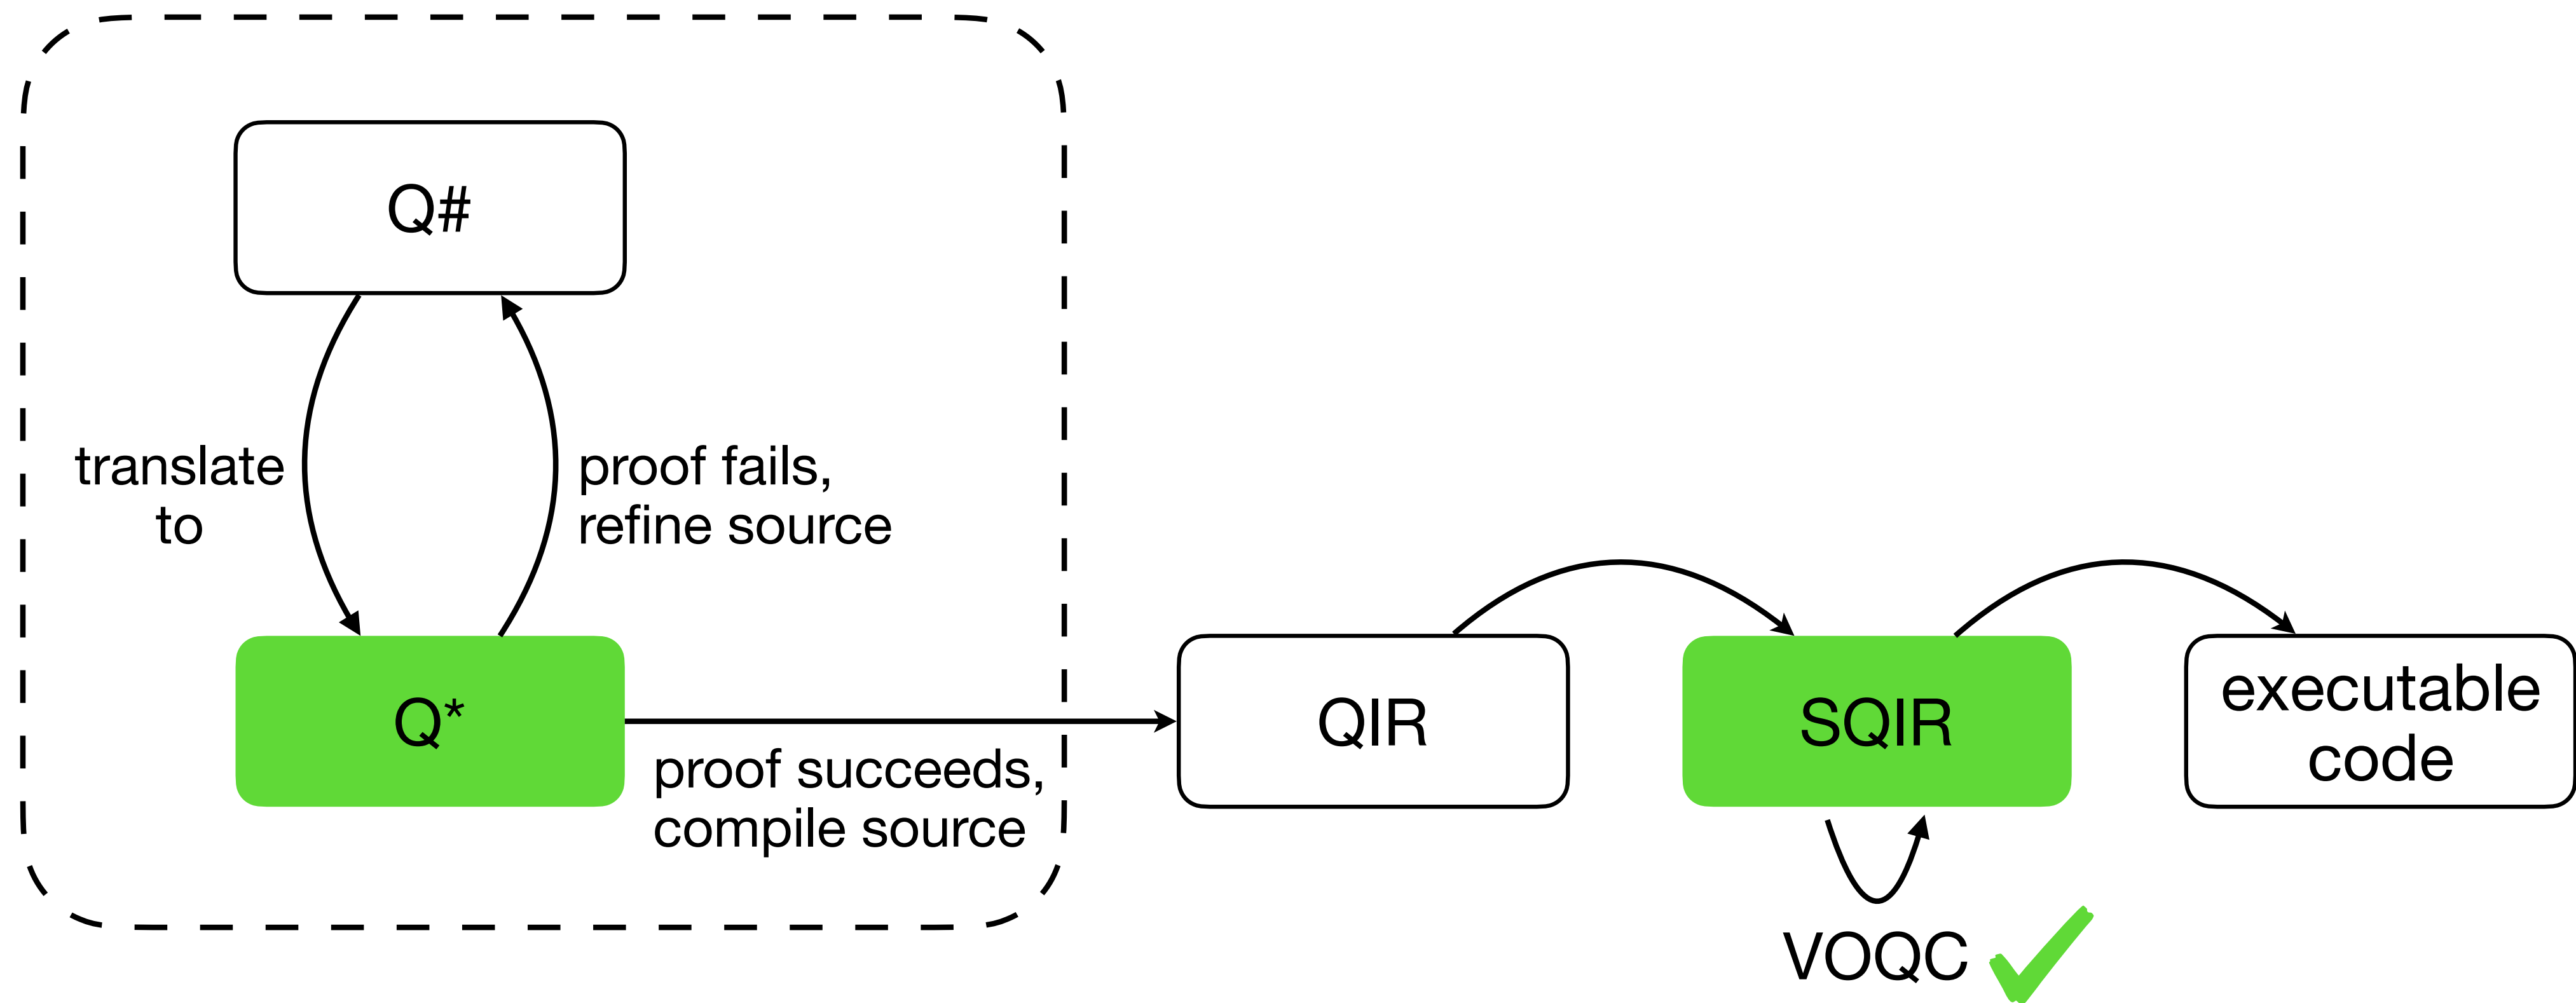 Q#
translate
to
proof fails,
refine source
Q*
proof succeeds,
compile source
QIR
SQIR
executable
code
VOQC